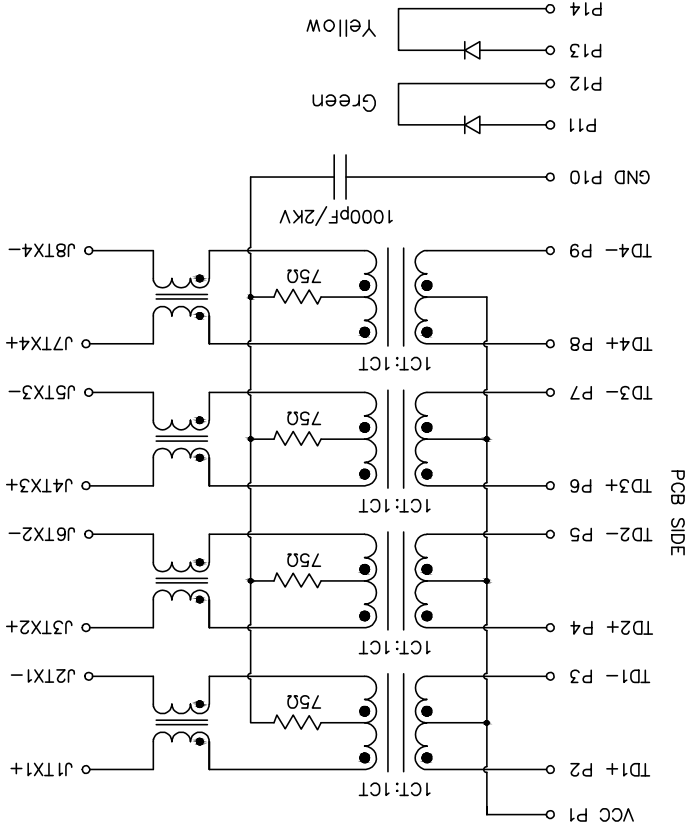 VCC P1
1CT:1CT
TD1+ P2
J1TX1+
75Ω
TD1- P3
J2TX1-
1CT:1CT
TD2+ P4
J3TX2+
75Ω
TD2- P5
J6TX2-
PCB SIDE
1CT:1CT
TD3+ P6
J4TX3+
75Ω
TD3- P7
J5TX3-
1CT:1CT
TD4+ P8
J7TX4+
75Ω
TD4- P9
J8TX4-
1000pF/2KV
GND P10
P11
Green
P12
P13
Yellow
P14